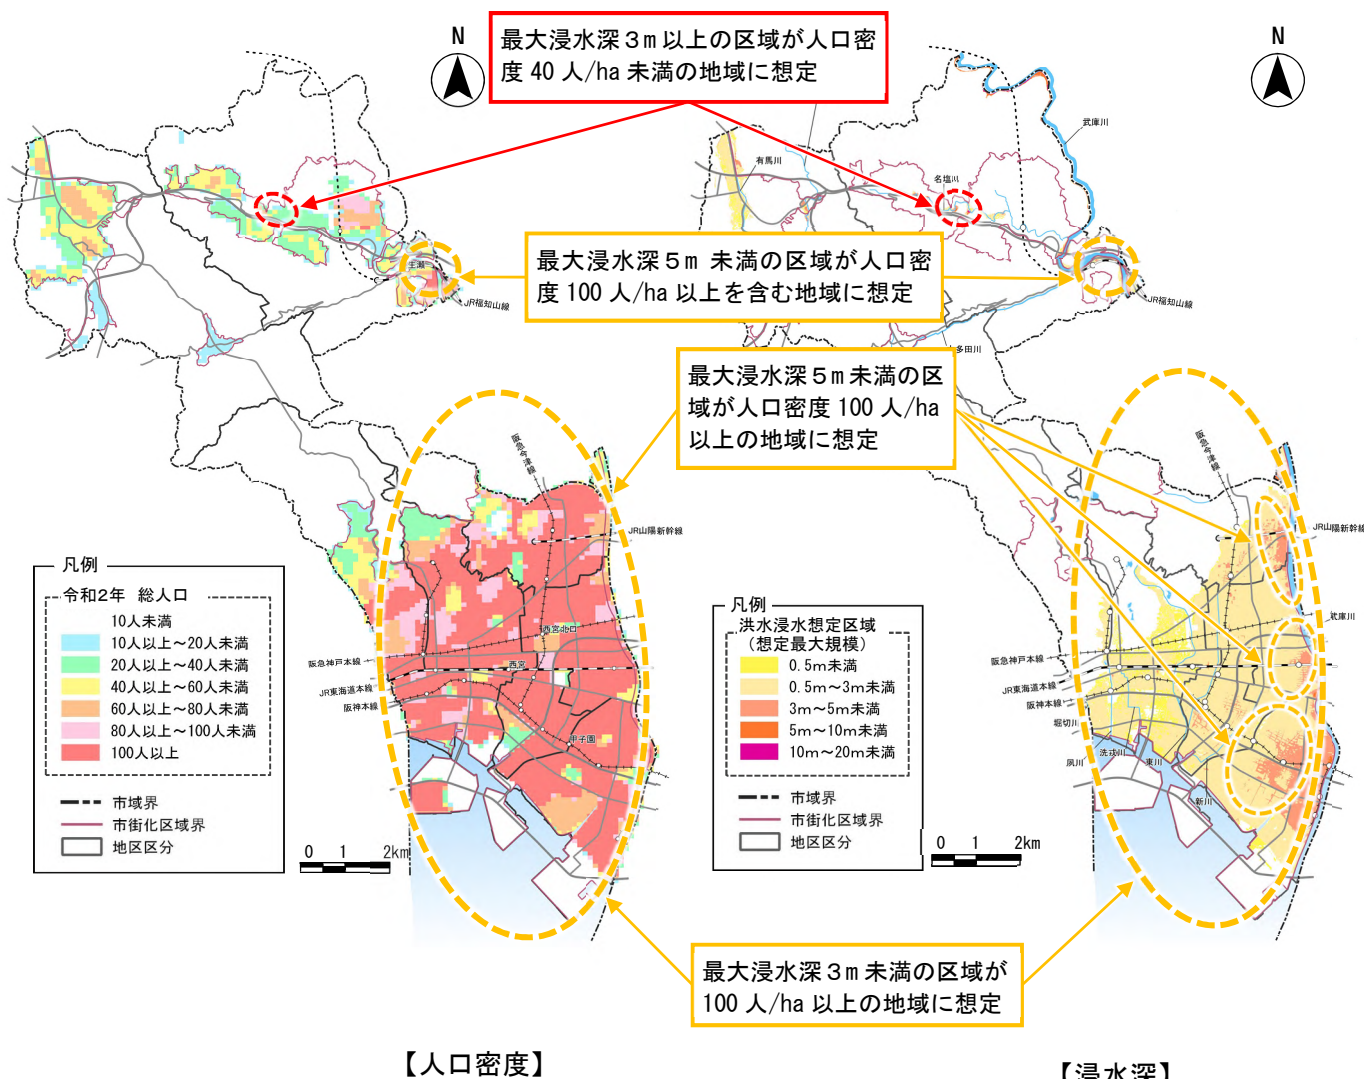 最大浸水深３m 以上の区域が人口密
度 40 人/ha 未満の地域に想定
N
N
武庫川
有馬川
名塩川
最大浸水深５m 未満の区域が人口密
度 100 人/ha 以上を含む地域に想定
生瀬
JR福知山線
JR福知山線
多田川
最大浸水深５m 未満の区
域が人口密度 100 人/ha
以上の地域に想定
阪急今津線
阪急今津線
JR山陽新幹線
JR山陽新幹線
凡例
令和2年 総人口
10人未満
10人以上～20人未満
20人以上～40人未満
40人以上～60人未満
60人以上～80人未満
80人以上～100人未満
100人以上
市域界
市街化区域界
地区区分
0 1 2km
西宮北口
西宮
甲子園
阪急神戸本線
JR東海道本線
阪神本線
凡例
洪水浸水想定区域
(想定最大規模)
0.5m未満
0.5m～3m未満
3m～5m未満
5m～10m未満
10m～20m未満
市域界
市街化区域界
地区区分
0 1 2km
武庫川
阪急神戸本線
JR東海道本線
阪神本線
堀切川
夙川
洗戎川
東川
新川
最大浸水深３m 未満の区域が
100 人/ha 以上の地域に想定
【人口密度】
【浸水深】